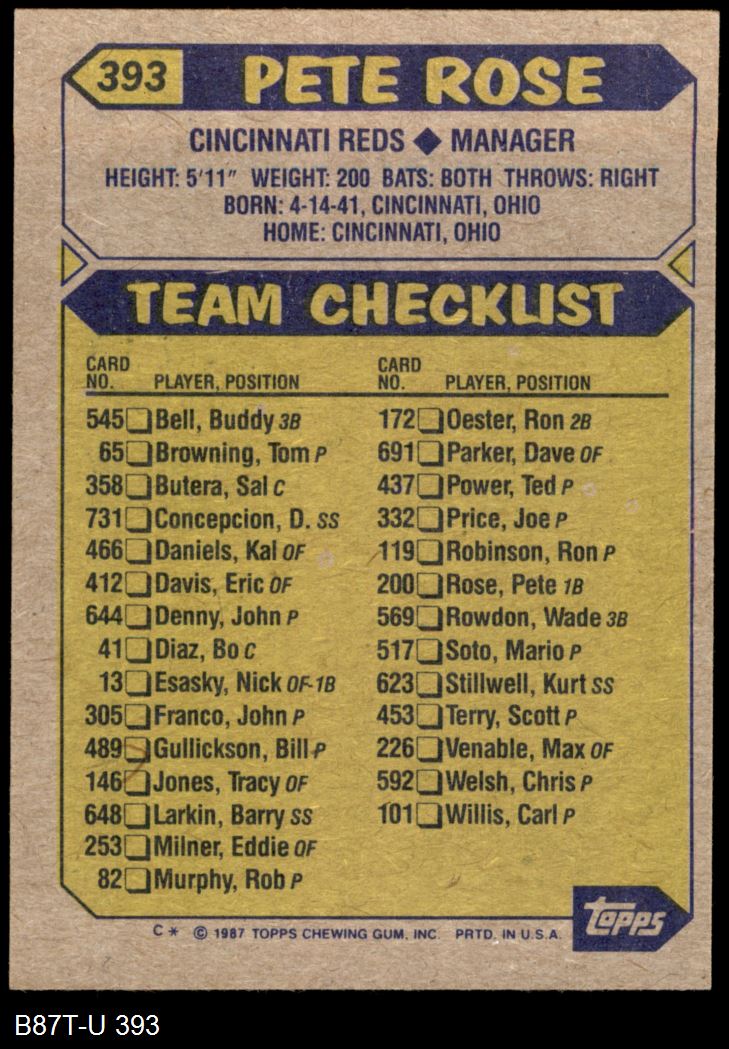 393 PETE ROSE
CINCINNATI REDS ◆ MANAGER
HEIGHT: 5'11" WEIGHT: 200 BATS: BOTH THROWS: RIGHT
BORN: 4-14-41, CINCINNATI, OHIO
HOME: CINCINNATI, OHIO
TEAM CHECKLIST
CARD
NO. PLAYER, POSITION
545 Bell, Buddy 3B
65 Browning, Tom P
358 Butera, Sal C
731 Concepcion, D. SS
466 Daniels, Kal OF
412 Davis, Eric OF
644 Denny, John P
41 Diaz, Bo C
13 Esasky, Nick OF-1B
305 Franco, John P
489 Gullickson, Bill P
146 Jones, Tracy OF
648 Larkin, Barry SS
253 Milner, Eddie OF
82 Murphy, Rob P
CARD
NO. PLAYER, POSITION
172 Oester, Ron 2B
691 Parker, Dave OF
437 Power, Ted P
332 Price, Joe P
119 Robinson, Ron P
200 Rose, Pete 1B
569 Rowdon, Wade 3B
517 Soto, Mario P
623 Stillwell, Kurt SS
453 Terry, Scott P
226 Venable, Max OF
592 Welsh, Chris P
101 Willis, Carl P
topps
C * © 1987 TOPPS CHEWING GUM, INC. PRTD. IN U.S.A.
B87T-U 393